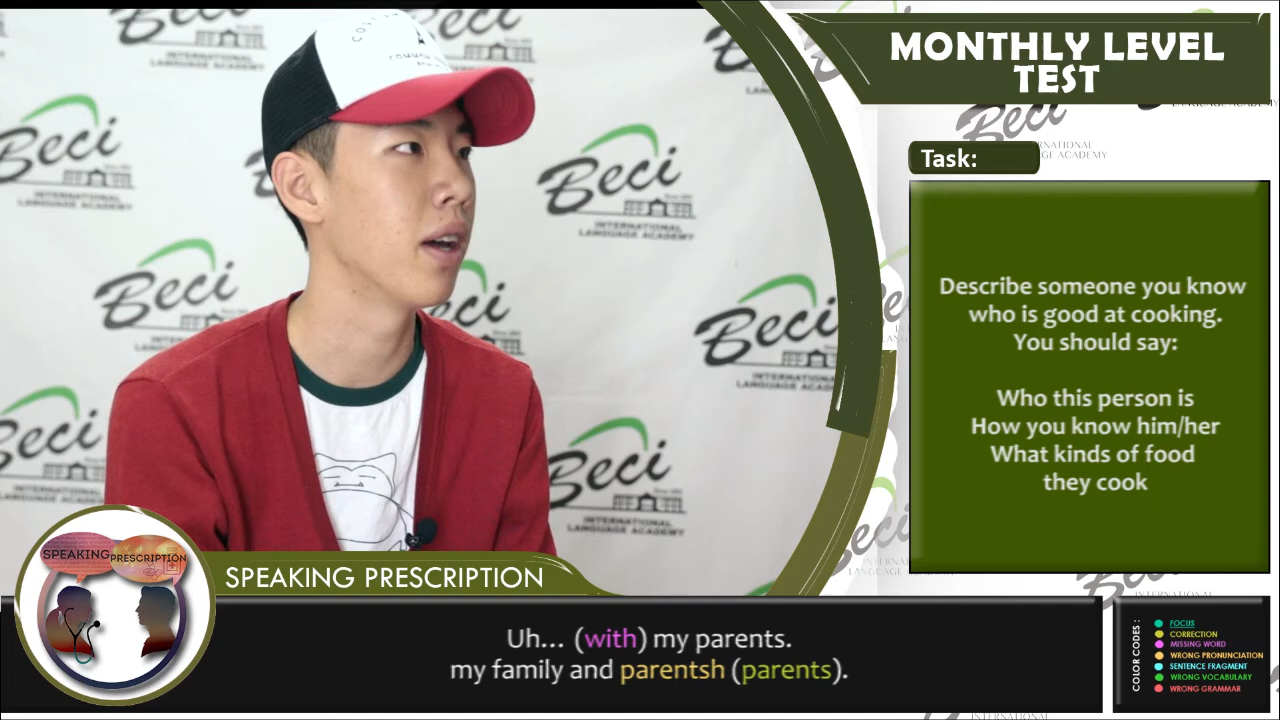 MONTHLY LEVEL
TEST
Task:
Describe someone you know
who is good at cooking.
You should say:
Who this person is
How you know him/her
What kinds of food
they cook
Beci
INTERNATIONAL
LANGUAGE ACADEMY
SPEAKING PRESCRIPTION
SPEAKING PRESCRIPTION
Uh... (with) my parents.
my family and parentsh (parents).
COLOR CODES:
FOCUS
CORRECTION
MISSING WORD
WRONG PRONUNCIATION
SENTENCE FRAGMENT
WRONG VOCABULARY
WRONG GRAMMAR